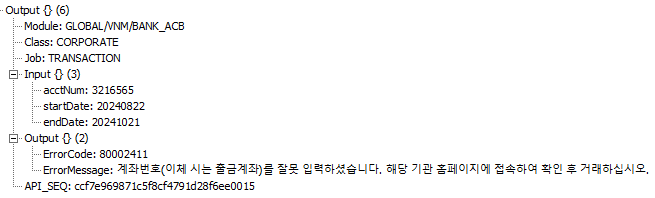 Output {} (6)
Module: GLOBAL/VNM/BANK_ACB
Class: CORPORATE
Job: TRANSACTION
Input {} (3)
acctNum: 3216565
startDate: 20240822
endDate: 20241021
Output {} (2)
ErrorCode: 80002411
ErrorMessage: 계좌번호(이체 시는 출금계좌)를 잘못 입력하셨습니다. 해당 기관 홈페이지에 접속하여 확인 후 거래하십시오.
API_SEQ: ccf7e969871c5f8cf4791d28f6ee0015